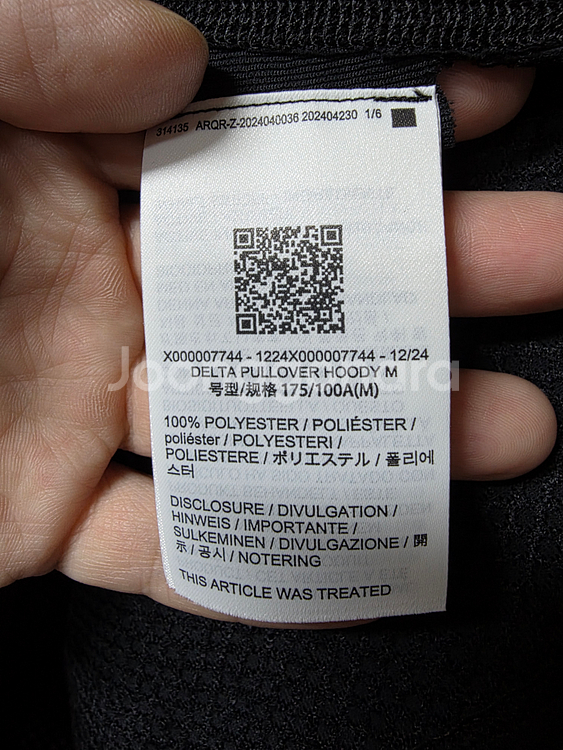 314135 ARQR-Z-2024040036 202404230 1/6
X000007744 - 1224X000007744 - 12/24
DELTA PULLOVER HOODY M
号型/规格 175/100A(M)
100% POLYESTER / POLIÉSTER /
poliéster / POLYESTERI /
POLIESTERE / ポリエステル / 폴리에
스터
DISCLOSURE / DIVULGATION /
HINWEIS / IMPORTANTE /
SULKEMINEN / DIVULGAZIONE / 開
示 / 공시 / NOTERING
THIS ARTICLE WAS TREATED